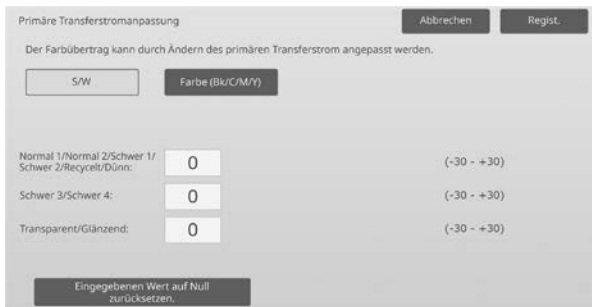 Primäre Transferstromanpassung
Abbrechen
Regist.
Der Farbübertrag kann durch Ändern des primären Transferstrom angepasst werden.
S/W
Farbe (Bk/C/M/Y)
Normal 1/Normal 2/Schwer 1/
Schwer 2/Recycelt/Dünn:
0
(-30 - +30)
Schwer 3/Schwer 4:
0
(-30 - +30)
Transparent/Glänzend:
0
(-30 - +30)
Eingegebenen Wert auf Null
zurücksetzen.